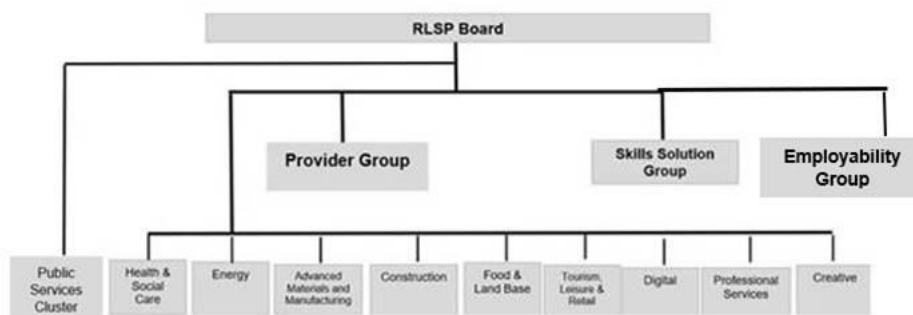 RLSP Board
Provider Group
Skills Solution
Group
Employability
Group
Public
Services
Cluster
Health &
Social
Care
Energy
Advanced
Materials and
Manufacturing
Construction
Food &
Land Base
Tourism,
Leisure &
Retail
Digital
Professional
Services
Creative